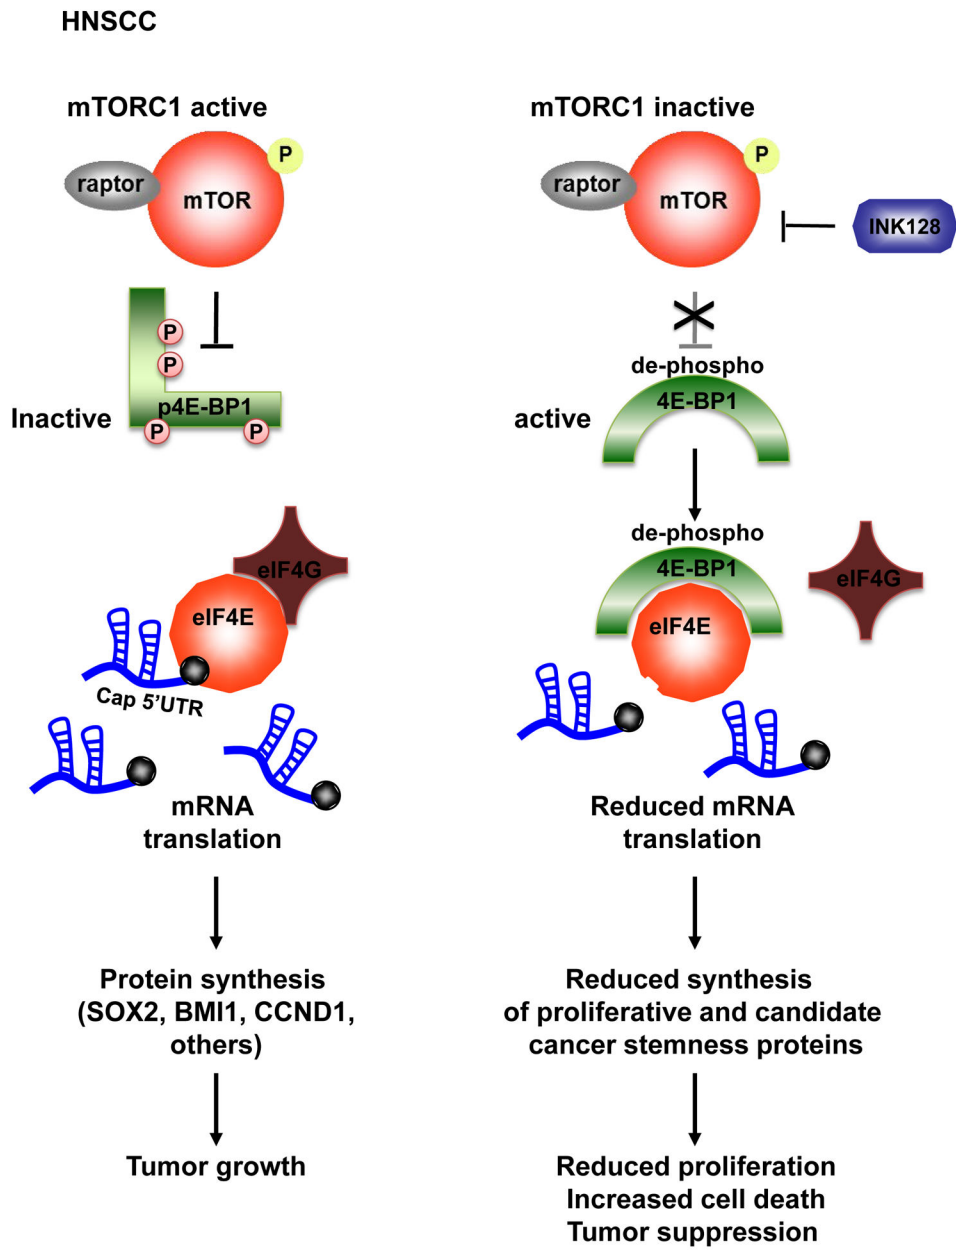 HNSCC
mTORC1 active
P
raptor
mTOR
P
P
p4E-BP1
Inactive
P
P
eIF4G
eIF4E
Cap 5’UTR
mRNA
translation
Protein synthesis
(SOX2, BMI1, CCND1,
others)
Tumor growth
mTORC1 inactive
P
raptor
mTOR
INK128
de-phospho
4E-BP1
active
de-phospho
4E-BP1
eIF4G
eIF4E
Reduced mRNA
translation
Reduced synthesis
of proliferative and candidate
cancer stemness proteins
Reduced proliferation
Increased cell death
Tumor suppression